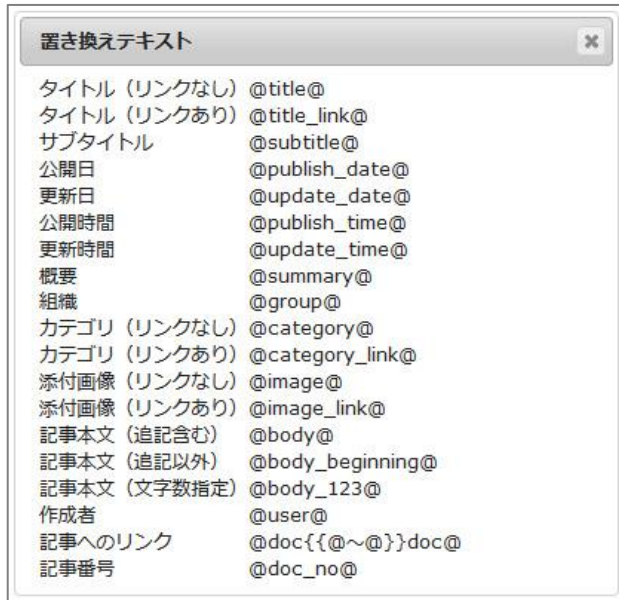 置き換えテキスト
タイトル（リンクなし） @title@
タイトル（リンクあり） @title_link@
サブタイトル @subtitle@
公開日 @publish_date@
更新日 @update_date@
公開時間 @publish_time@
更新時間 @update_time@
概要 @summary@
組織 @group@
カテゴリ（リンクなし） @category@
カテゴリ（リンクあり） @category_link@
添付画像（リンクなし） @image@
添付画像（リンクあり） @image_link@
記事本文（追記含む） @body@
記事本文（追記以外） @body_beginning@
記事本文（文字数指定） @body_123@
作成者 @user@
記事へのリンク @doc{{@～@}}doc@
記事番号 @doc_no@